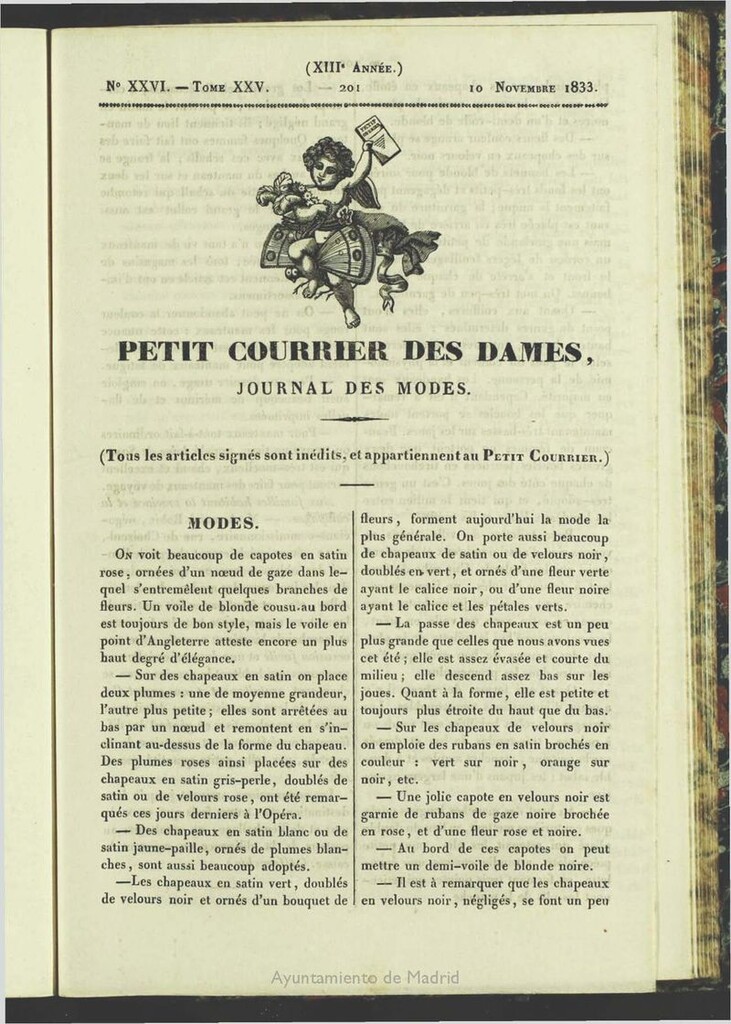 (XIIIᵉ ANNÉE.)
Nº XXVI. — TOME XXV. — 201 10 NOVEMBRE 1833.
PETIT COURRIER DES DAMES,
JOURNAL DES MODES.
(Tous les articles signés sont inédits, et appartiennent au PETIT COURRIER.)
MODES.
ON voit beaucoup de capotes en satin
rose, ornées d'un nœud de gaze dans le-
quel s'entremêlent quelques branches de
fleurs. Un voile de blonde cousu au bord
est toujours de bon style, mais le voile en
point d'Angleterre atteste encore un plus
haut degré d'élégance.
— Sur des chapeaux en satin on place
deux plumes : une de moyenne grandeur,
l'autre plus petite ; elles sont arrêtées au
bas par un nœud et remontent en s'in-
clinant au-dessus de la forme du chapeau.
Des plumes roses ainsi placées sur des
chapeaux en satin gris-perle, doublés de
satin ou de velours rose, ont été remar-
qués ces jours derniers à l'Opéra.
— Des chapeaux en satin blanc ou de
satin jaune-paille, ornés de plumes blan-
ches, sont aussi beaucoup adoptés.
—Les chapeaux en satin vert, doublés
de velours noir et ornés d'un bouquet de
fleurs, forment aujourd'hui la mode la
plus générale. On porte aussi beaucoup
de chapeaux de satin ou de velours noir,
doublés en vert, et ornés d'une fleur verte
ayant le calice noir, ou d'une fleur noire
ayant le calice et les pétales verts.
— La passe des chapeaux est un peu
plus grande que celles que nous avons vues
cet été ; elle est assez évasée et courte du
milieu ; elle descend assez bas sur les
joues. Quant à la forme, elle est petite et
toujours plus étroite du haut que du bas.
— Sur les chapeaux de velours noir
on emploie des rubans en satin brochés en
couleur : vert sur noir, orange sur
noir, etc.
— Une jolie capote en velours noir est
garnie de rubans de gaze noire brochée
en rose, et d'une fleur rose et noire.
— Au bord de ces capotes on peut
mettre un demi-voile de blonde noire.
— Il est à remarquer que les chapeaux
en velours noir, négligés, se font un peu
Ayuntamiento de Madrid